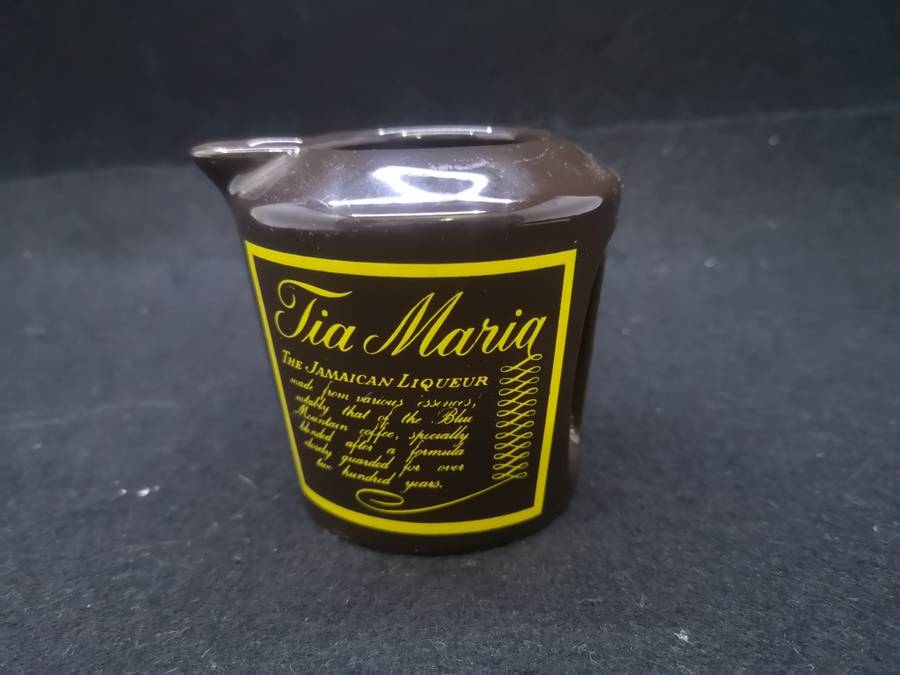 Tia Maria
THE JAMAICAN LIQUEUR
made from various essences,
notably that of the Blue
Mountain coffee, specially
blended after a formula
closely guarded for over
two hundred years.